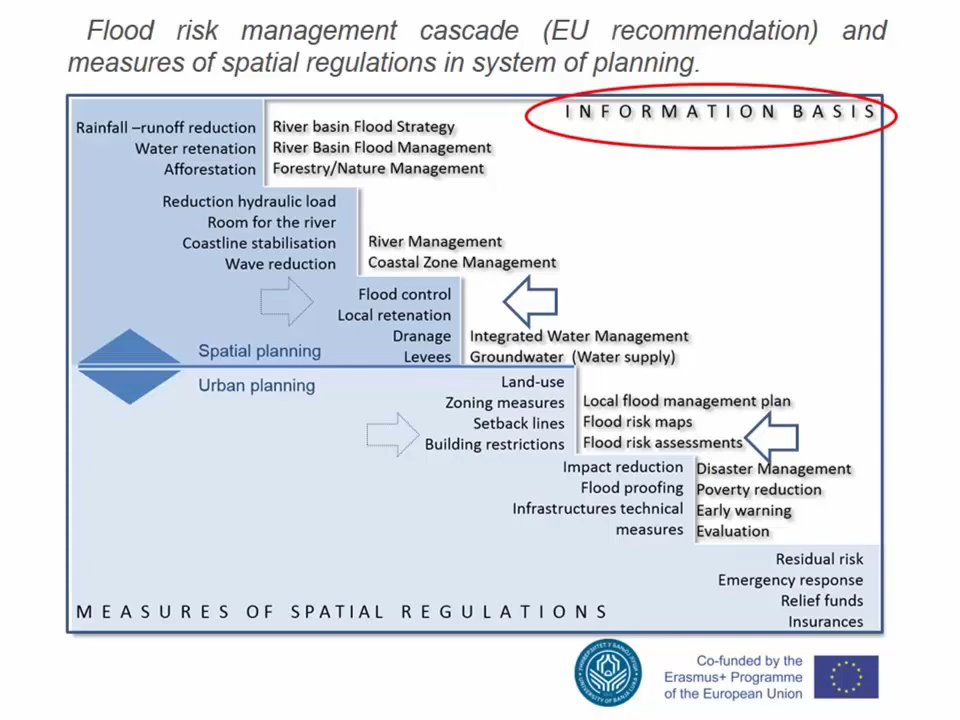 Flood risk management cascade (EU recommendation) and
measures of spatial regulations in system of planning.
INFORMATION BASIS
Rainfall –runoff reduction
Water retenation
Afforestation
River basin Flood Strategy
River Basin Flood Management
Forestry/Nature Management
Reduction hydraulic load
Room for the river
Coastline stabilisation
Wave reduction
River Management
Coastal Zone Management
Flood control
Local retenation
Dranage
Levees
Integrated Water Management
Groundwater (Water supply)
Spatial planning
Urban planning
Land-use
Zoning measures
Setback lines
Building restrictions
Local flood management plan
Flood risk maps
Flood risk assessments
Impact reduction
Flood proofing
Infrastructures technical
measures
Disaster Management
Poverty reduction
Early warning
Evaluation
Residual risk
Emergency response
Relief funds
Insurances
MEASURES OF SPATIAL REGULATIONS
Co-funded by the
Erasmus+ Programme
of the European Union